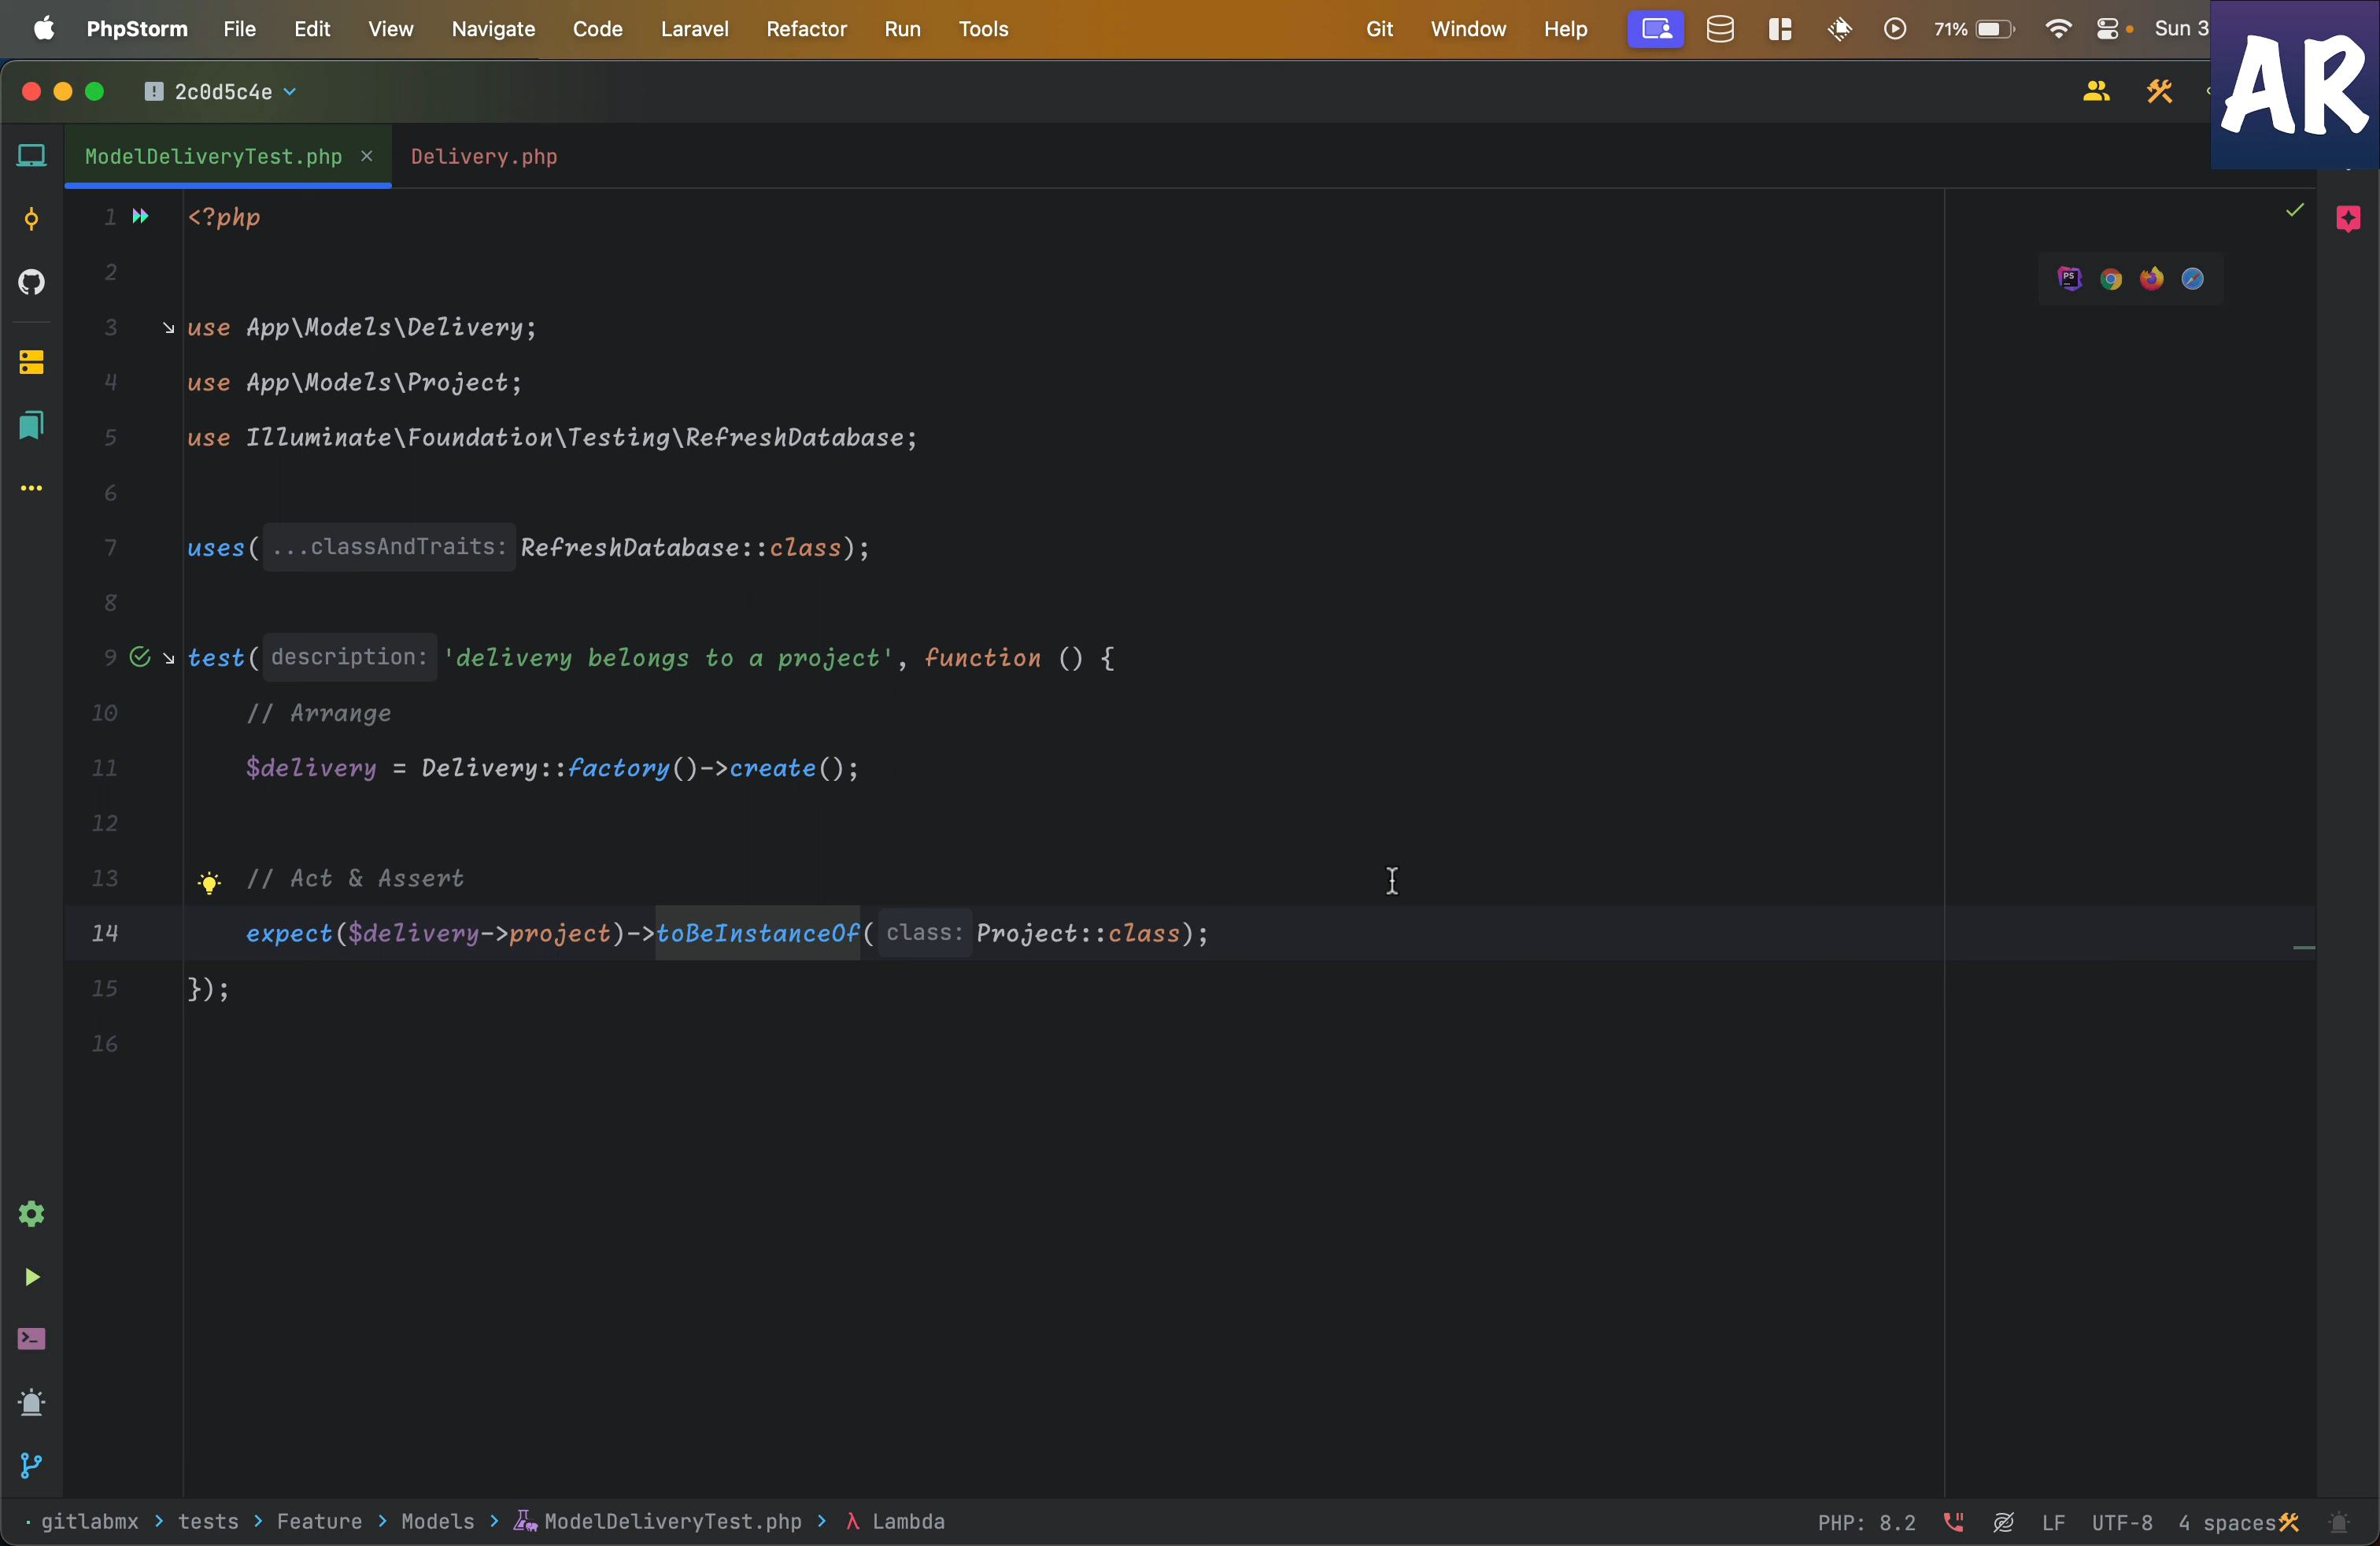 PhpStorm File Edit View Navigate Code Laravel Refactor Run Tools Git Window Help 71% Sun 3
AR
2c0d5c4e
ModelDeliveryTest.php Delivery.php
1 <?php
2
3 use App\Models\Delivery;
4 use App\Models\Project;
5 use Illuminate\Foundation\Testing\RefreshDatabase;
6
7 uses( ...classAndTraits: RefreshDatabase::class);
8
9 test( description: 'delivery belongs to a project', function () {
10 // Arrange
11 $delivery = Delivery::factory()->create();
12
13 // Act & Assert
14 expect($delivery->project)->toBeInstanceOf( class: Project::class);
15 });
16
gitlabmx > tests > Feature > Models > ModelDeliveryTest.php > λ Lambda PHP: 8.2 LF UTF-8 4 spaces